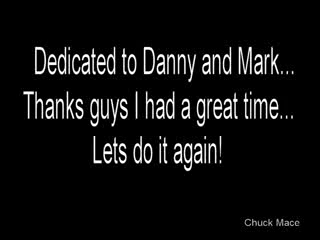 Dedicated to Danny and Mark...
Thanks guys I had a great time...
Lets do it again!
Chuck Mace